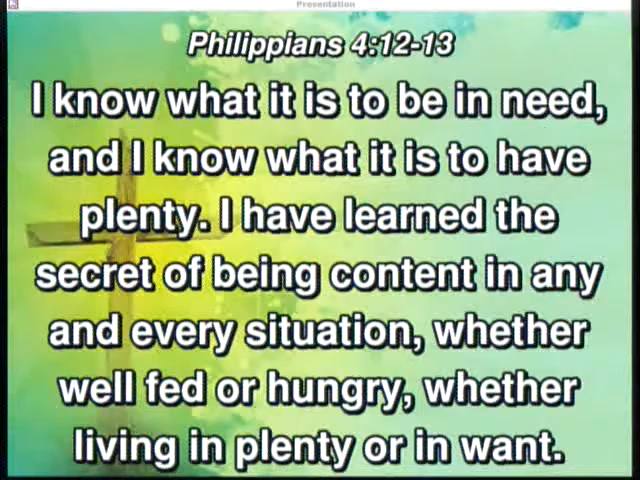 Presentation
Philippians 4:12-13
I know what it is to be in need,
and I know what it is to have
plenty. I have learned the
secret of being content in any
and every situation, whether
well fed or hungry, whether
living in plenty or in want.